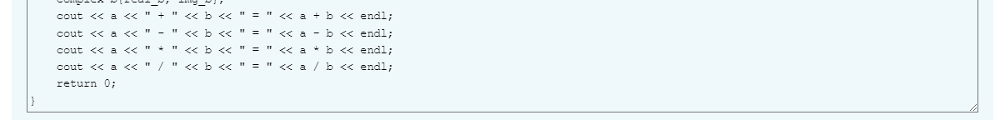 complex b{real_b, img_b};
cout << a << " + " << b << " = " << a + b << endl;
cout << a << " - " << b << " = " << a - b << endl;
cout << a << " * " << b << " = " << a * b << endl;
cout << a << " / " << b << " = " << a / b << endl;
return 0;
}